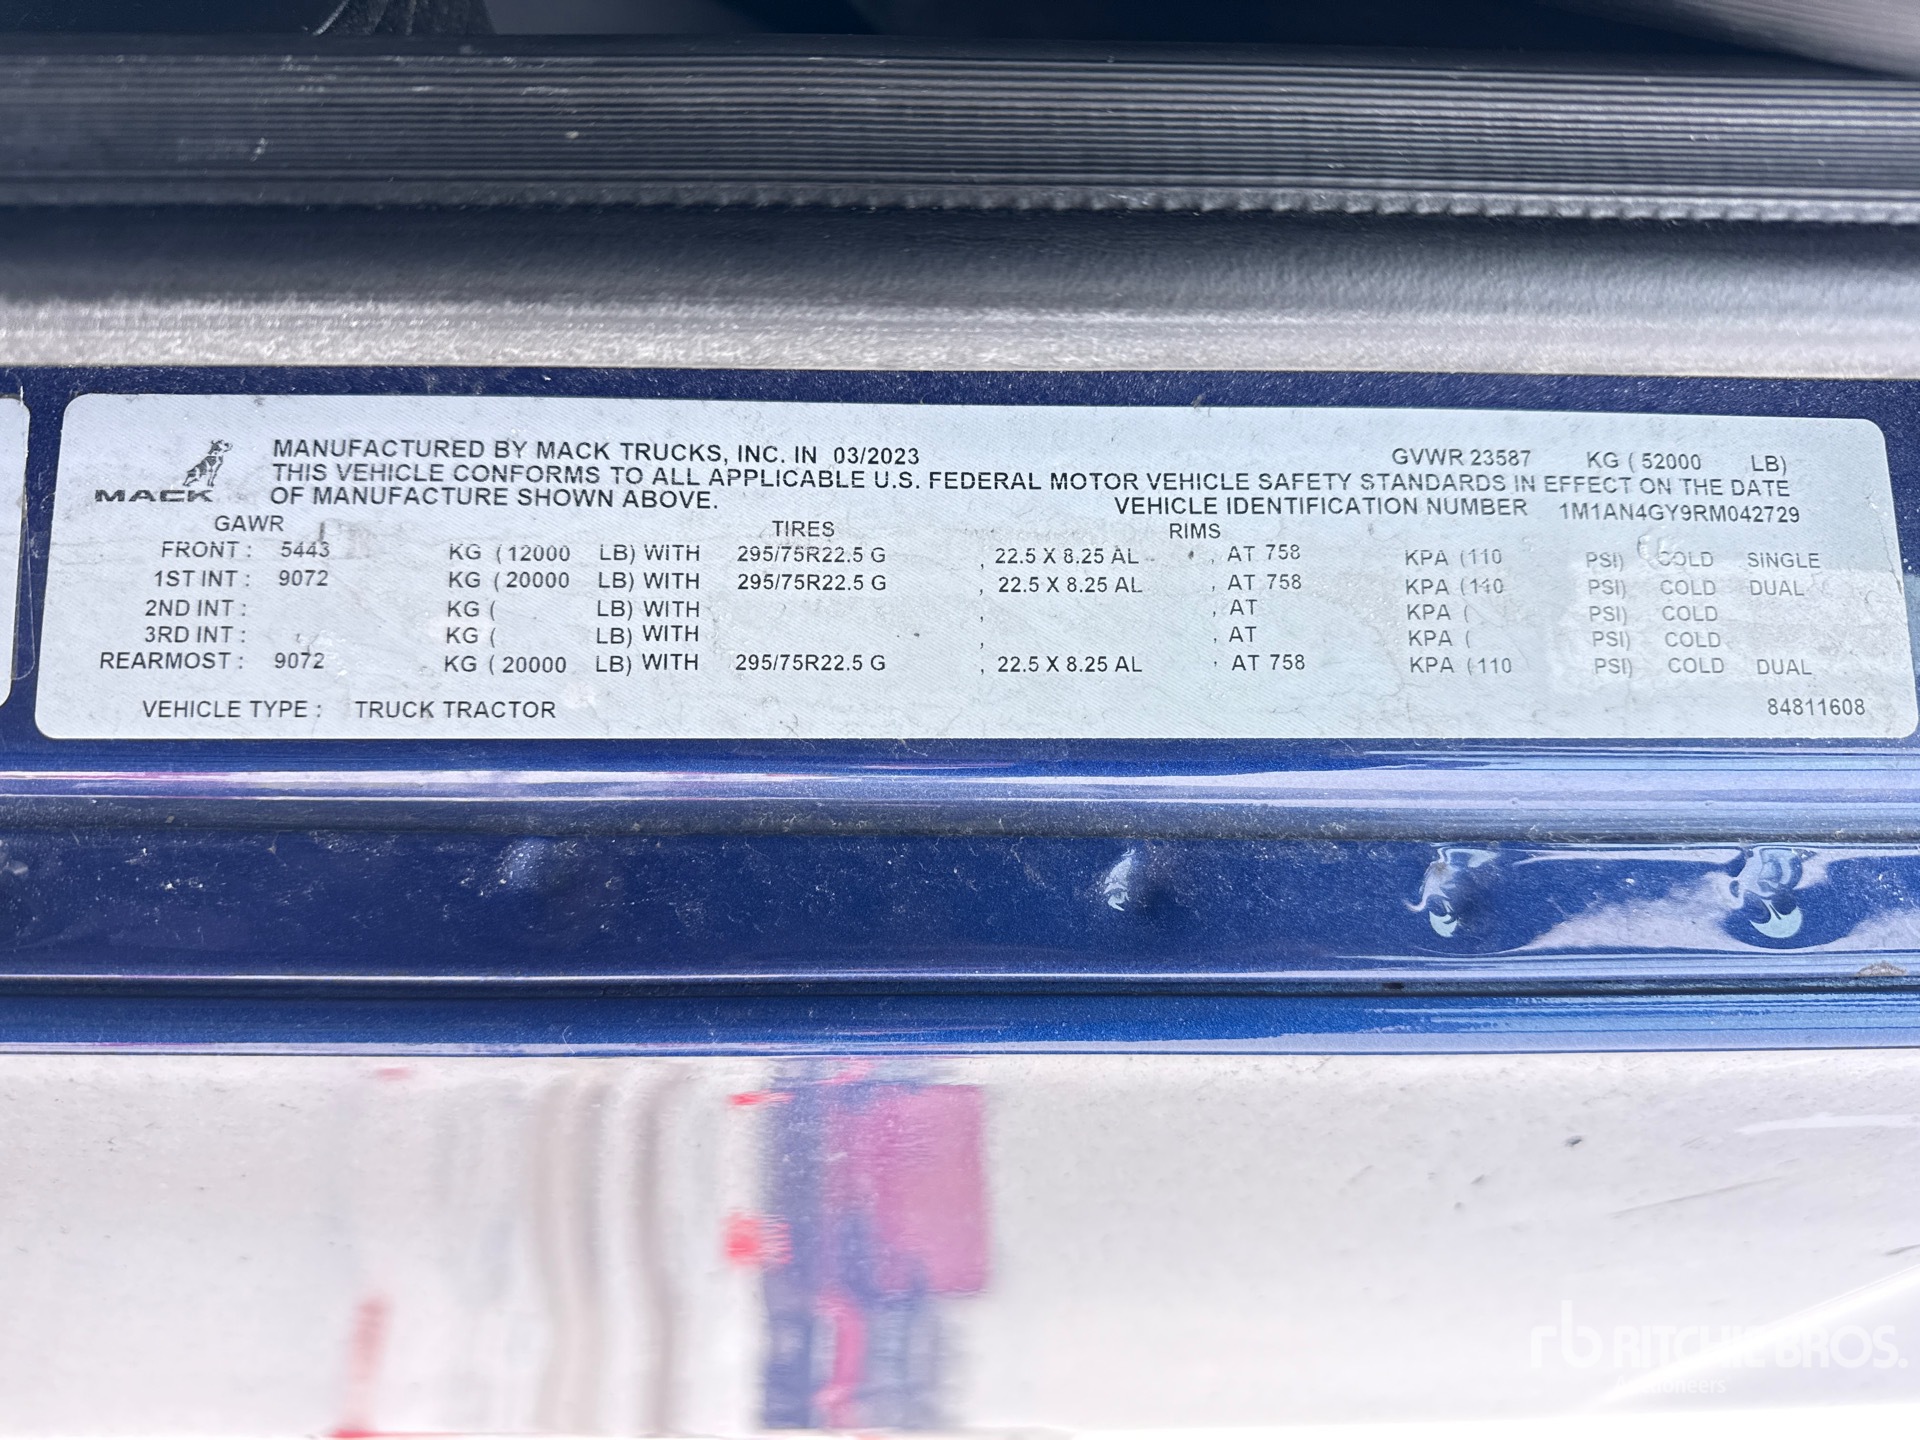 MANUFACTURED BY MACK TRUCKS, INC. IN 03/2023 GVWR 23587 KG ( 52000 LB)
THIS VEHICLE CONFORMS TO ALL APPLICABLE U.S. FEDERAL MOTOR VEHICLE SAFETY STANDARDS IN EFFECT ON THE DATE
MACK OF MANUFACTURE SHOWN ABOVE. VEHICLE IDENTIFICATION NUMBER 1M1AN4GY9RM042729
GAWR TIRES RIMS
FRONT : 5443 KG ( 12000 LB) WITH 295/75R22.5 G , 22.5 X 8.25 AL , AT 758 KPA (110 PSI) COLD SINGLE
1ST INT : 9072 KG ( 20000 LB) WITH 295/75R22.5 G , 22.5 X 8.25 AL , AT 758 KPA (110 PSI) COLD DUAL
2ND INT : KG ( LB) WITH , , AT KPA ( PSI) COLD
3RD INT : KG ( LB) WITH , , AT KPA ( PSI) COLD
REARMOST : 9072 KG ( 20000 LB) WITH 295/75R22.5 G , 22.5 X 8.25 AL , AT 758 KPA (110 PSI) COLD DUAL
VEHICLE TYPE : TRUCK TRACTOR 84811608
rb RITCHIE BROS.
Auctioneers